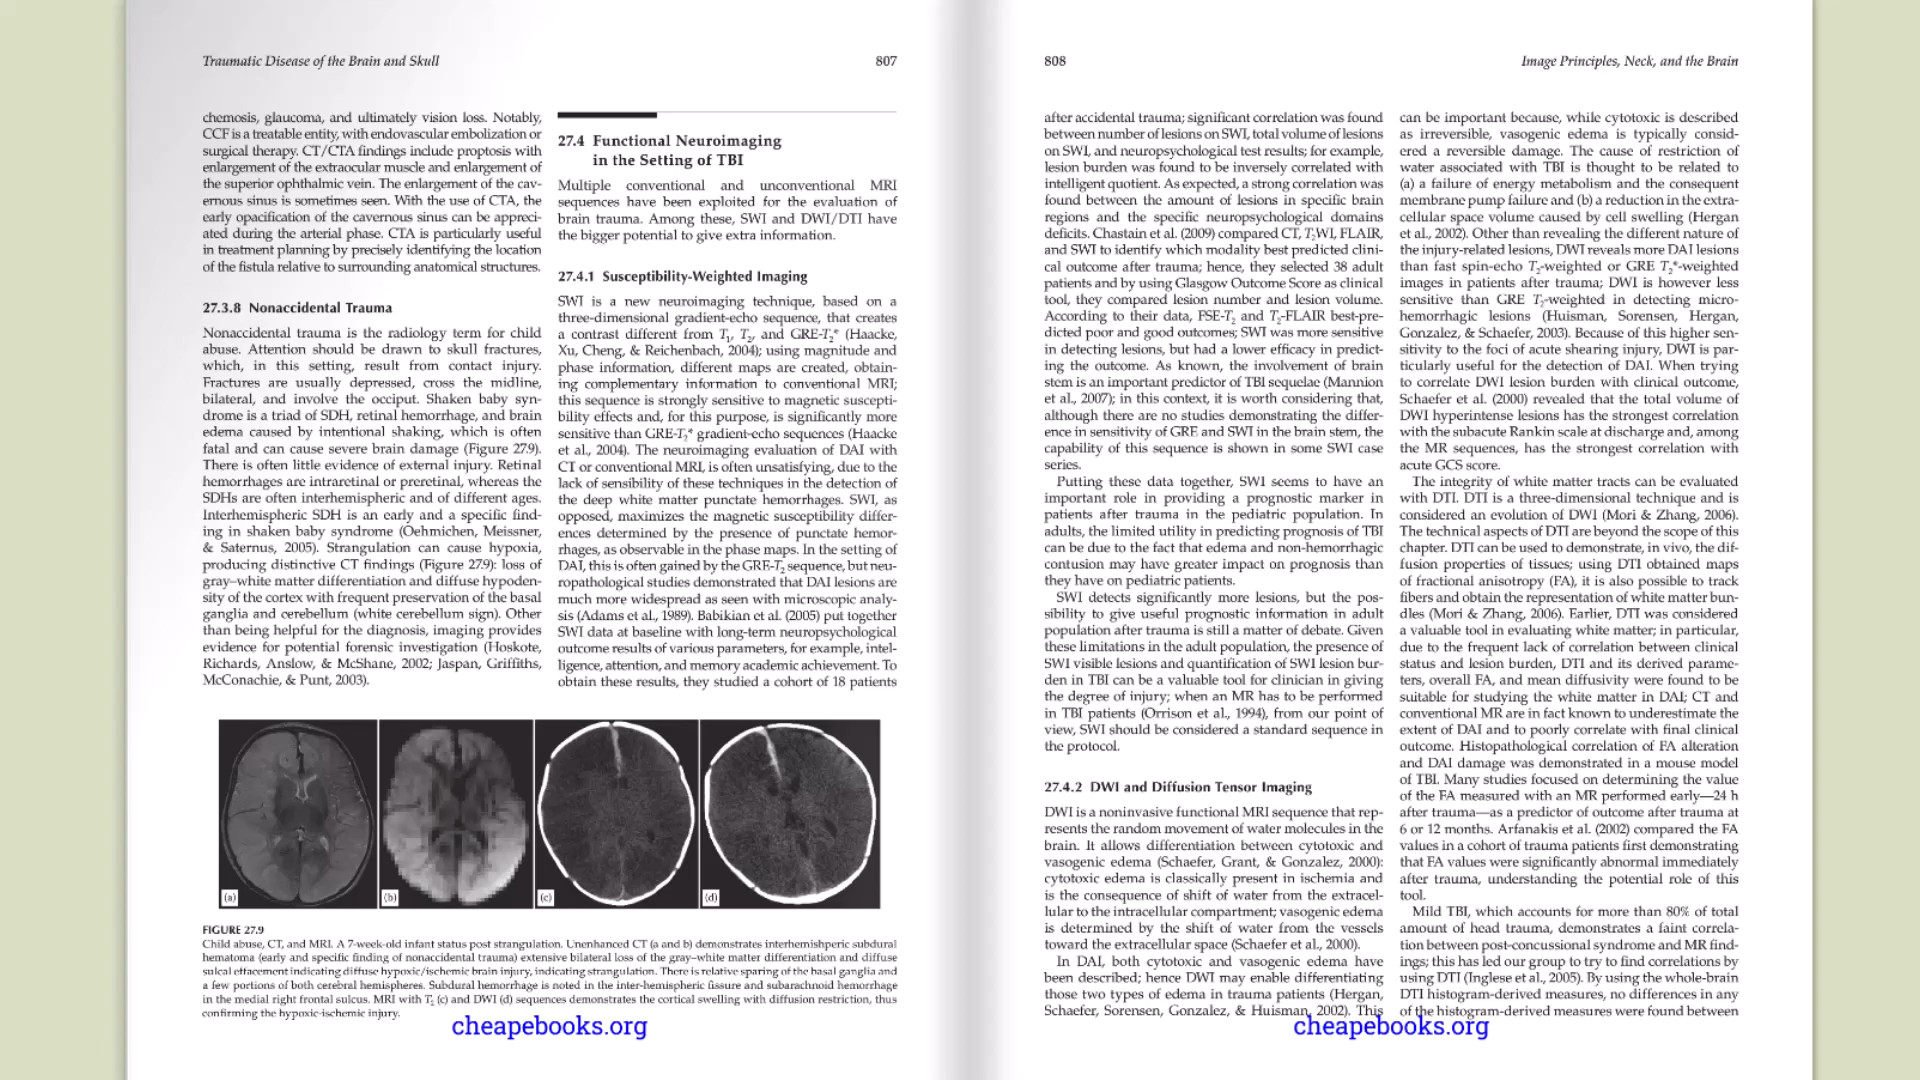 Traumatic Disease of the Brain and Skull
807
chemosis, glaucoma, and ultimately vision loss. Notably,
CCF is a treatable entity, with endovascular embolization or
surgical therapy. CT/CTA findings include proptosis with
enlargement of the extraocular muscle and enlargement of
the superior ophthalmic vein. The enlargement of the cav-
ernous sinus is sometimes seen. With the use of CTA, the
early opacification of the cavernous sinus can be appreci-
ated during the arterial phase. CTA is particularly useful
in treatment planning by precisely identifying the location
of the fistula relative to surrounding anatomical structures.
27.3.8 Nonaccidental Trauma
Nonaccidental trauma is the radiology term for child
abuse. Attention should be drawn to skull fractures,
which, in this setting, result from contact injury.
Fractures are usually depressed, cross the midline,
bilateral, and involve the occiput. Shaken baby syn-
drome is a triad of SDH, retinal hemorrhage, and brain
edema caused by intentional shaking, which is often
fatal and can cause severe brain damage (Figure 27.9).
There is often little evidence of external injury. Retinal
hemorrhages are intraretinal or preretinal, whereas the
SDHs are often interhemispheric and of different ages.
Interhemispheric SDH is an early and a specific find-
ing in shaken baby syndrome (Oehmichen, Meissner,
& Saternus, 2005). Strangulation can cause hypoxia,
producing distinctive CT findings (Figure 27.9): loss of
gray–white matter differentiation and diffuse hypoden-
sity of the cortex with frequent preservation of the basal
ganglia and cerebellum (white cerebellum sign). Other
than being helpful for the diagnosis, imaging provides
evidence for potential forensic investigation (Hoskote,
Richards, Anslow, & McShane, 2002; Jaspan, Griffiths,
McConachie, & Punt, 2003).
27.4 Functional Neuroimaging
in the Setting of TBI
Multiple conventional and unconventional MRI
sequences have been exploited for the evaluation of
brain trauma. Among these, SWI and DWI/DTI have
the bigger potential to give extra information.
27.4.1 Susceptibility-Weighted Imaging
SWI is a new neuroimaging technique, based on a
three-dimensional gradient-echo sequence, that creates
a contrast different from T1, T2, and GRE-T2* (Haacke,
Xu, Cheng, & Reichenbach, 2004); using magnitude and
phase information, different maps are created, obtain-
ing complementary information to conventional MRI;
this sequence is strongly sensitive to magnetic suscepti-
bility effects and, for this purpose, is significantly more
sensitive than GRE-T2* gradient-echo sequences (Haacke
et al., 2004). The neuroimaging evaluation of DAI with
CT or conventional MRI, is often unsatisfying, due to the
lack of sensibility of these techniques in the detection of
the deep white matter punctate hemorrhages. SWI, as
opposed, maximizes the magnetic susceptibility differ-
ences determined by the presence of punctate hemor-
rhages, as observable in the phase maps. In the setting of
DAI, this is often gained by the GRE-T2 sequence, but neu-
ropathological studies demonstrated that DAI lesions are
much more widespread as seen with microscopic analy-
sis (Adams et al., 1989). Babikian et al. (2005) put together
SWI data at baseline with long-term neuropsychological
outcome results of various parameters, for example, intel-
ligence, attention, and memory academic achievement. To
obtain these results, they studied a cohort of 18 patients
(a)
(b)
(c)
(d)
FIGURE 27.9
Child abuse, CT, and MRI. A 7-week-old infant status post strangulation. Unenhanced CT (a and b) demonstrates interhemishperic subdural
hematoma (early and specific finding of nonaccidental trauma) extensive bilateral loss of the gray–white matter differentiation and diffuse
sulcal effacement indicating diffuse hypoxic/ischemic brain injury, indicating strangulation. There is relative sparing of the basal ganglia and
a few portions of both cerebral hemispheres. Subdural hemorrhage is noted in the inter-hemispheric fissure and subarachnoid hemorrhage
in the medial right frontal sulcus. MRI with T2 (c) and DWI (d) sequences demonstrates the cortical swelling with diffusion restriction, thus
confirming the hypoxic-ischemic injury.
cheapebooks.org
808
Image Principles, Neck, and the Brain
after accidental trauma; significant correlation was found
between number of lesions on SWI, total volume of lesions
on SWI, and neuropsychological test results; for example,
lesion burden was found to be inversely correlated with
intelligent quotient. As expected, a strong correlation was
found between the amount of lesions in specific brain
regions and the specific neuropsychological domains
deficits. Chastain et al. (2009) compared CT, T2WI, FLAIR,
and SWI to identify which modality best predicted clini-
cal outcome after trauma; hence, they selected 38 adult
patients and by using Glasgow Outcome Score as clinical
tool, they compared lesion number and lesion volume.
According to their data, FSE-T2 and T2-FLAIR best-pre-
dicted poor and good outcomes; SWI was more sensitive
in detecting lesions, but had a lower efficacy in predict-
ing the outcome. As known, the involvement of brain
stem is an important predictor of TBI sequelae (Mannion
et al., 2007); in this context, it is worth considering that,
although there are no studies demonstrating the differ-
ence in sensitivity of GRE and SWI in the brain stem, the
capability of this sequence is shown in some SWI case
series.
Putting these data together, SWI seems to have an
important role in providing a prognostic marker in
patients after trauma in the pediatric population. In
adults, the limited utility in predicting prognosis of TBI
can be due to the fact that edema and non-hemorrhagic
contusion may have greater impact on prognosis than
they have on pediatric patients.
SWI detects significantly more lesions, but the pos-
sibility to give useful prognostic information in adult
population after trauma is still a matter of debate. Given
these limitations in the adult population, the presence of
SWI visible lesions and quantification of SWI lesion bur-
den in TBI can be a valuable tool for clinician in giving
the degree of injury; when an MR has to be performed
in TBI patients (Orrison et al., 1994), from our point of
view, SWI should be considered a standard sequence in
the protocol.
27.4.2 DWI and Diffusion Tensor Imaging
DWI is a noninvasive functional MRI sequence that rep-
resents the random movement of water molecules in the
brain. It allows differentiation between cytotoxic and
vasogenic edema (Schaefer, Grant, & Gonzalez, 2000):
cytotoxic edema is classically present in ischemia and
is the consequence of shift of water from the extracel-
lular to the intracellular compartment; vasogenic edema
is determined by the shift of water from the vessels
toward the extracellular space (Schaefer et al., 2000).
In DAI, both cytotoxic and vasogenic edema have
been described; hence DWI may enable differentiating
those two types of edema in trauma patients (Hergan,
Schaefer, Sorensen, Gonzalez, & Huisman, 2002). This
can be important because, while cytotoxic is described
as irreversible, vasogenic edema is typically consid-
ered a reversible damage. The cause of restriction of
water associated with TBI is thought to be related to
(a) a failure of energy metabolism and the consequent
membrane pump failure and (b) a reduction in the extra-
cellular space volume caused by cell swelling (Hergan
et al., 2002). Other than revealing the different nature of
the injury-related lesions, DWI reveals more DAI lesions
than fast spin-echo T2-weighted or GRE T2*-weighted
images in patients after trauma; DWI is however less
sensitive than GRE T2-weighted in detecting micro-
hemorrhagic lesions (Huisman, Sorensen, Hergan,
Gonzalez, & Schaefer, 2003). Because of this higher sen-
sitivity to the foci of acute shearing injury, DWI is par-
ticularly useful for the detection of DAI. When trying
to correlate DWI lesion burden with clinical outcome,
Schaefer et al. (2000) revealed that the total volume of
DWI hyperintense lesions has the strongest correlation
with the subacute Rankin scale at discharge and, among
the MR sequences, has the strongest correlation with
acute GCS score.
The integrity of white matter tracts can be evaluated
with DTI. DTI is a three-dimensional technique and is
considered an evolution of DWI (Mori & Zhang, 2006).
The technical aspects of DTI are beyond the scope of this
chapter. DTI can be used to demonstrate, in vivo, the dif-
fusion properties of tissues; using DTI obtained maps
of fractional anisotropy (FA), it is also possible to track
fibers and obtain the representation of white matter bun-
dles (Mori & Zhang, 2006). Earlier, DTI was considered
a valuable tool in evaluating white matter; in particular,
due to the frequent lack of correlation between clinical
status and lesion burden, DTI and its derived parame-
ters, overall FA, and mean diffusivity were found to be
suitable for studying the white matter in DAI; CT and
conventional MR are in fact known to underestimate the
extent of DAI and to poorly correlate with final clinical
outcome. Histopathological correlation of FA alteration
and DAI damage was demonstrated in a mouse model
of TBI. Many studies focused on determining the value
of the FA measured with an MR performed early—24 h
after trauma—as a predictor of outcome after trauma at
6 or 12 months. Arfanakis et al. (2002) compared the FA
values in a cohort of trauma patients first demonstrating
that FA values were significantly abnormal immediately
after trauma, understanding the potential role of this
tool.
Mild TBI, which accounts for more than 80% of total
amount of head trauma, demonstrates a faint correla-
tion between post-concussional syndrome and MR find-
ings; this has led our group to try to find correlations by
using DTI (Inglese et al., 2005). By using the whole-brain
DTI histogram-derived measures, no differences in any
of the histogram-derived measures were found between
cheapebooks.org